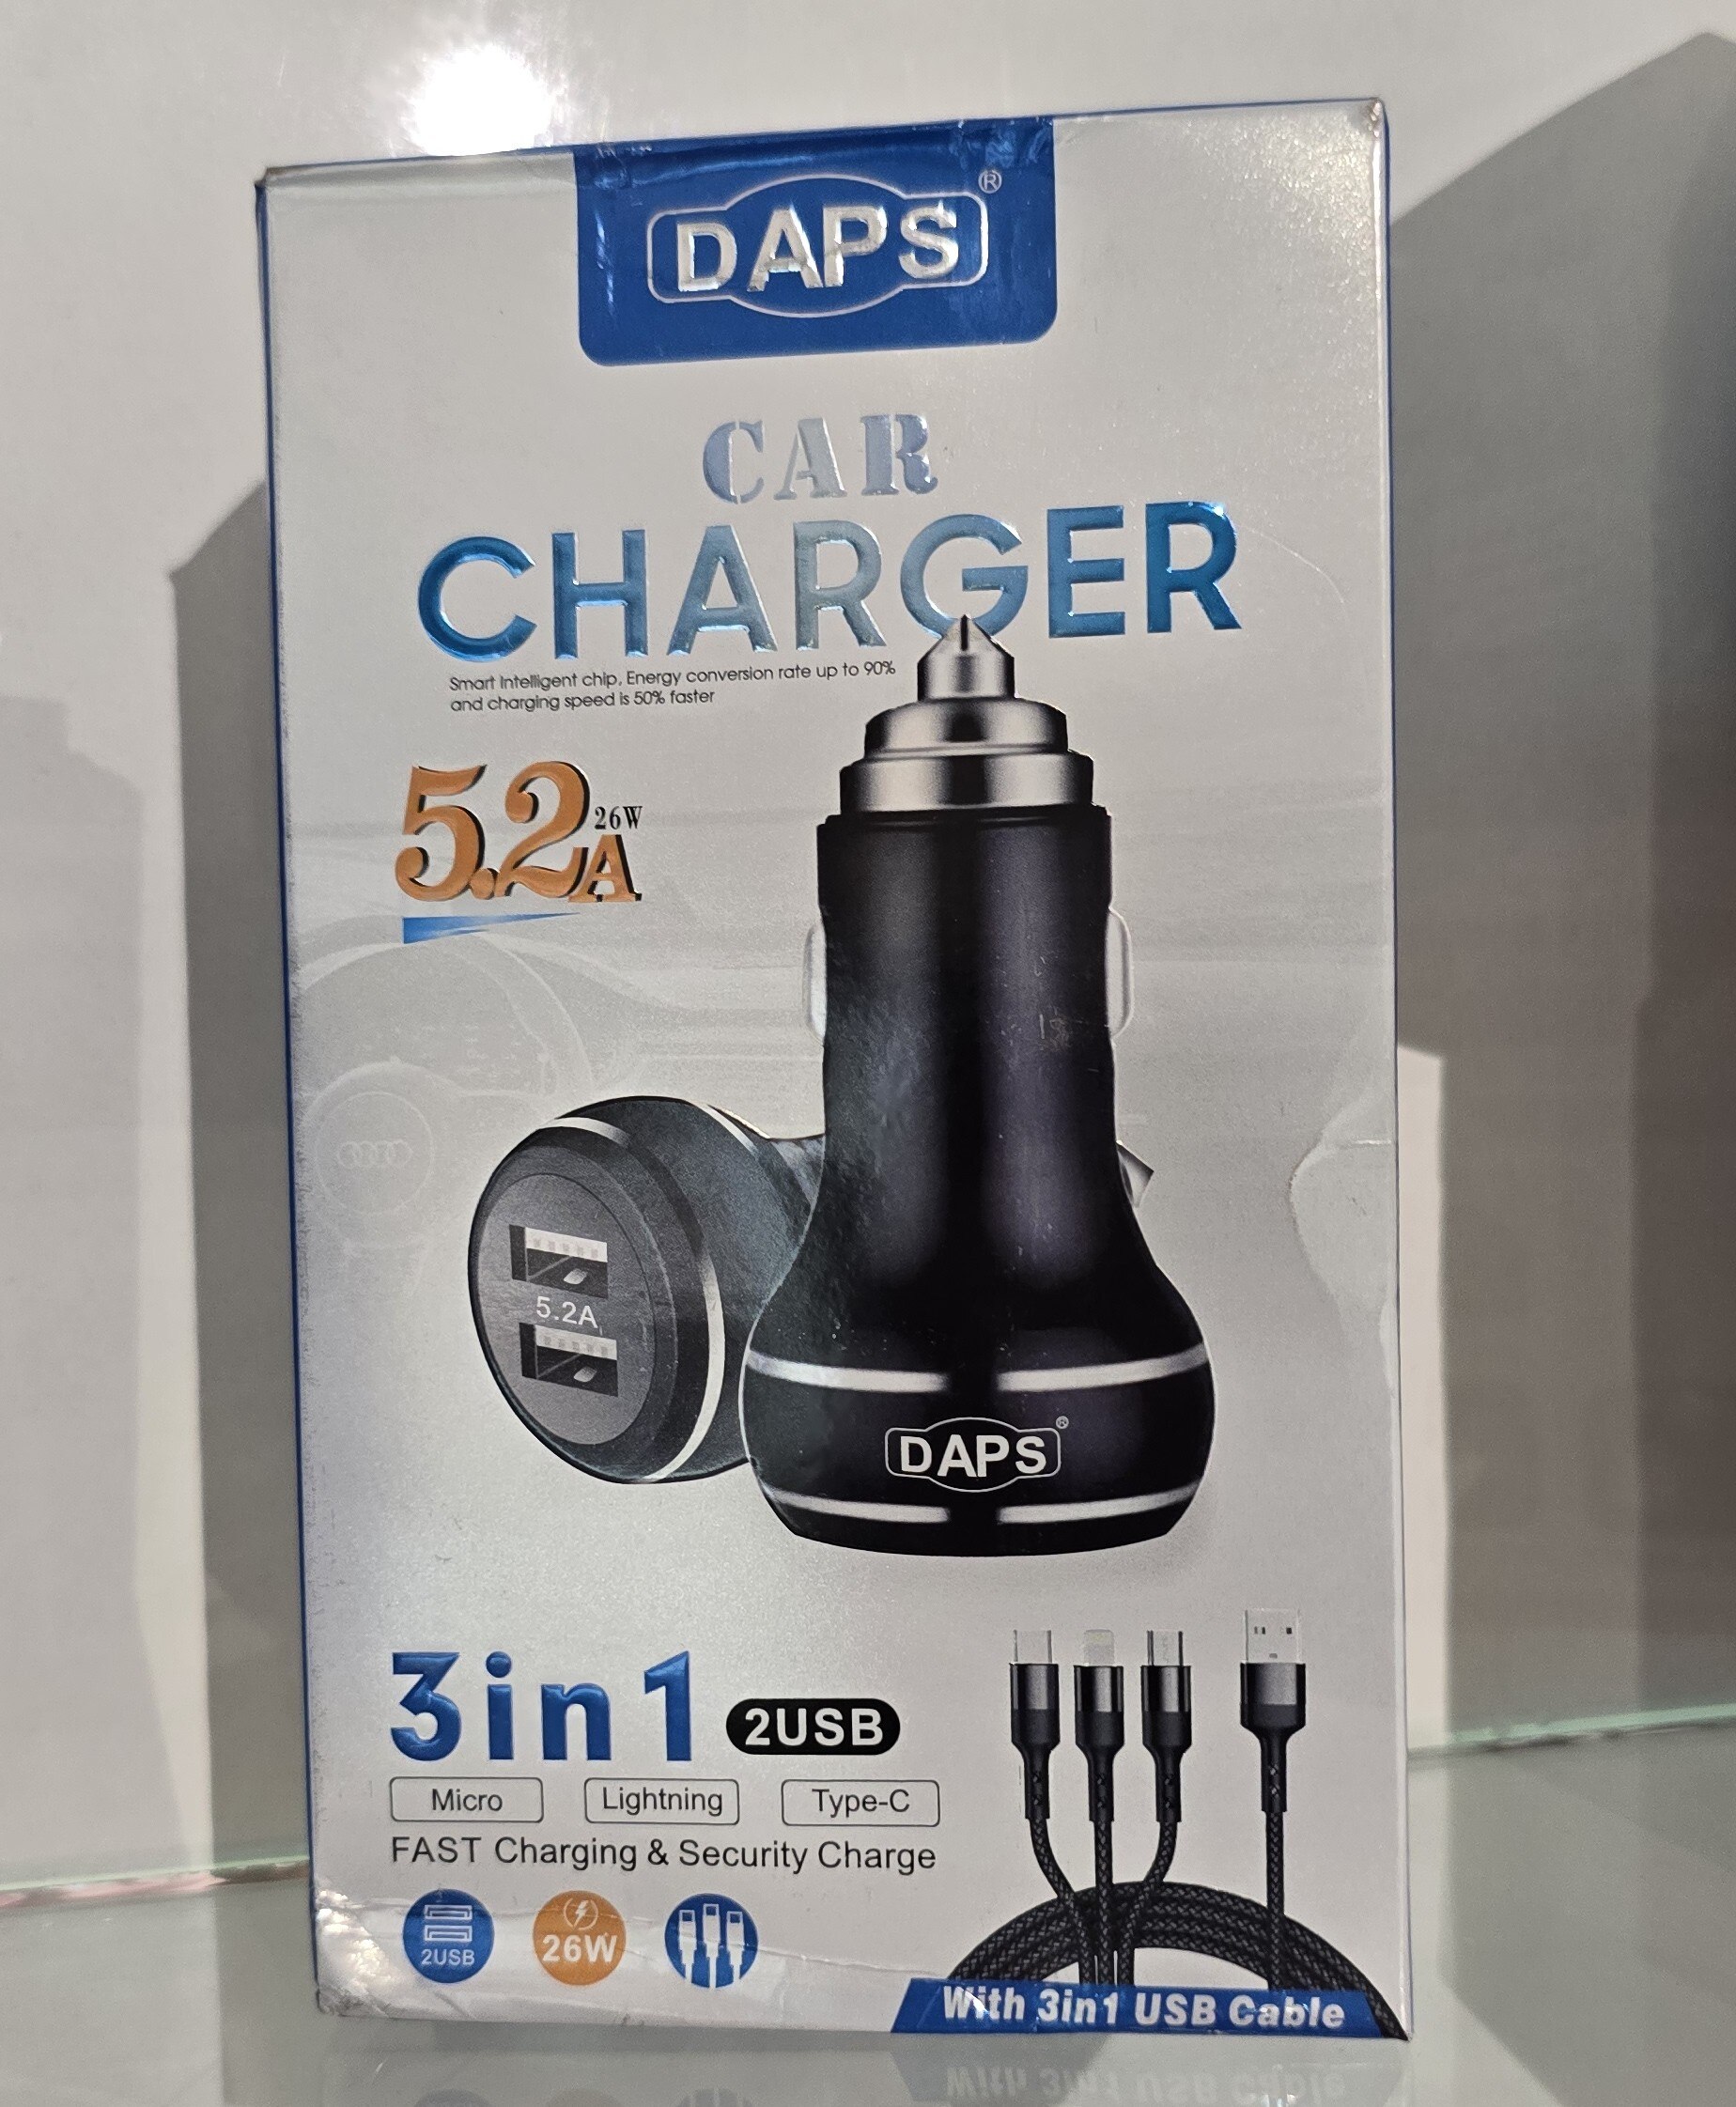 DAPS®
CAR
CHARGER
Smart Intelligent chip, Energy conversion rate up to 90%
and charging speed is 50% faster
5.2A
26W
5.2A
DAPS®
3in1
2USB
Micro
Lightning
Type-C
FAST Charging & Security Charge
2USB
26W
With 3in1 USB Cable